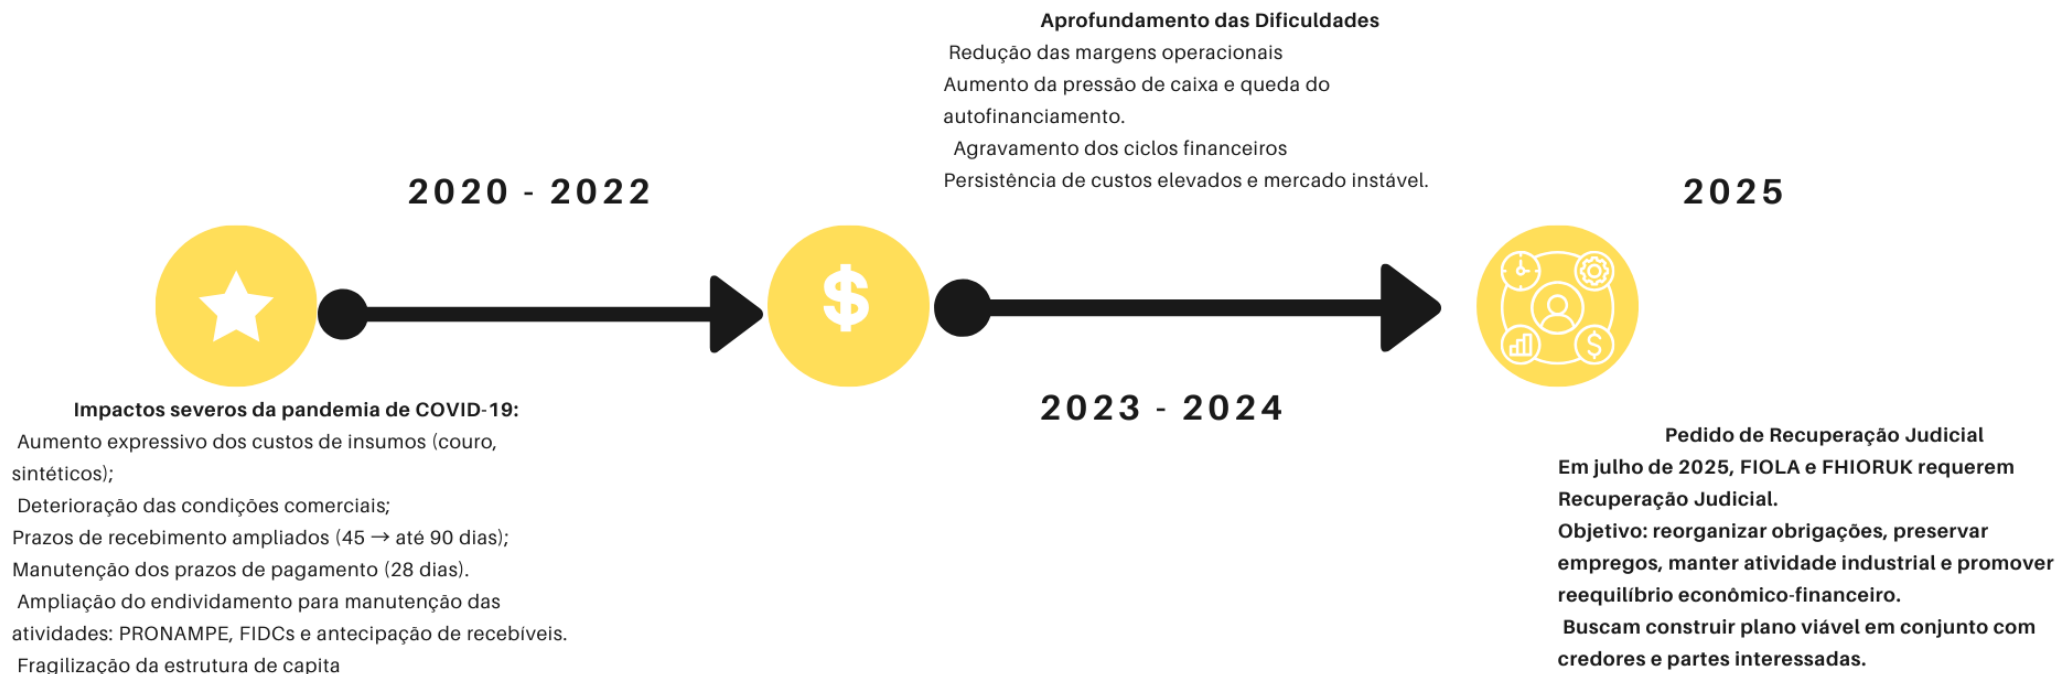 2020 - 2022
Impactos severos da pandemia de COVID-19:
Aumento expressivo dos custos de insumos (couro,
sintéticos);
Deterioração das condições comerciais;
Prazos de recebimento ampliados (45 → até 90 dias);
Manutenção dos prazos de pagamento (28 dias).
Ampliação do endividamento para manutenção das
atividades: PRONAMPE, FIDCs e antecipação de recebíveis.
Fragilização da estrutura de capita
$
Aprofundamento das Dificuldades
Redução das margens operacionais
Aumento da pressão de caixa e queda do
autofinanciamento.
Agravamento dos ciclos financeiros
Persistência de custos elevados e mercado instável.
2023 - 2024
2025
$
Pedido de Recuperação Judicial
Em julho de 2025, FIOLA e FHIORUK requerem
Recuperação Judicial.
Objetivo: reorganizar obrigações, preservar
empregos, manter atividade industrial e promover
reequilíbrio econômico-financeiro.
Buscam construir plano viável em conjunto com
credores e partes interessadas.